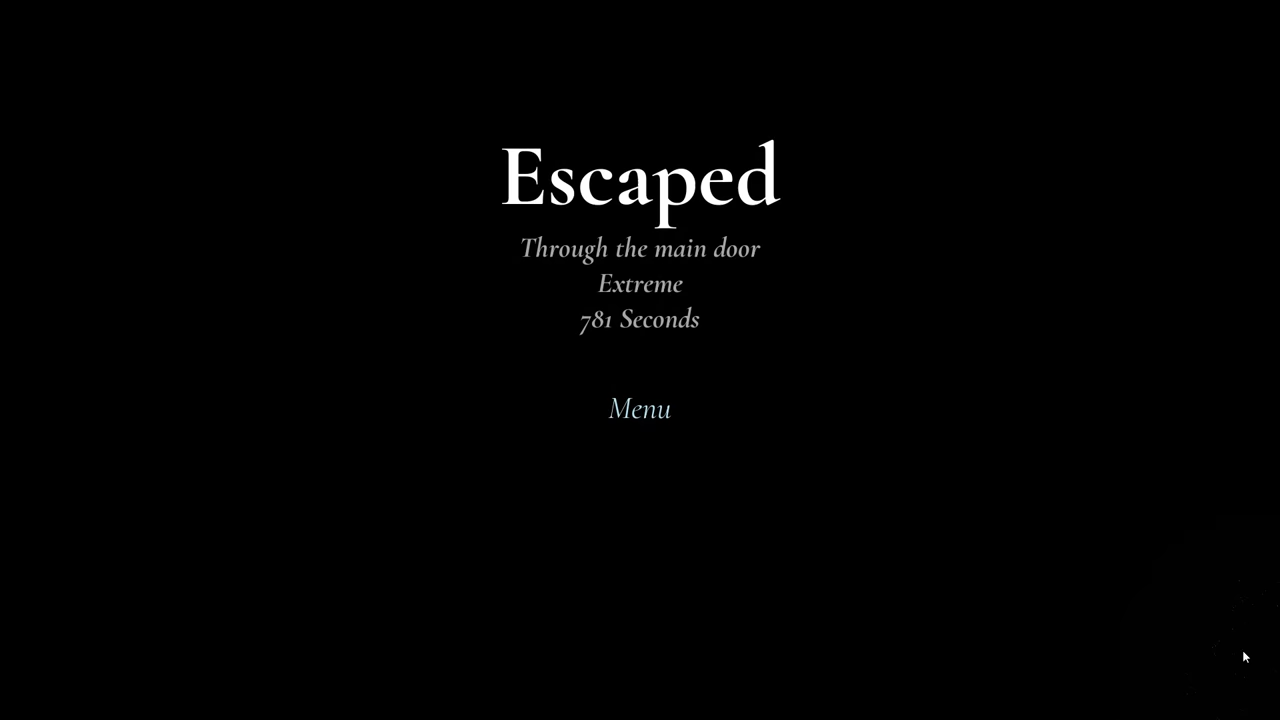 Escaped
Through the main door
Extreme
781 Seconds
Menu